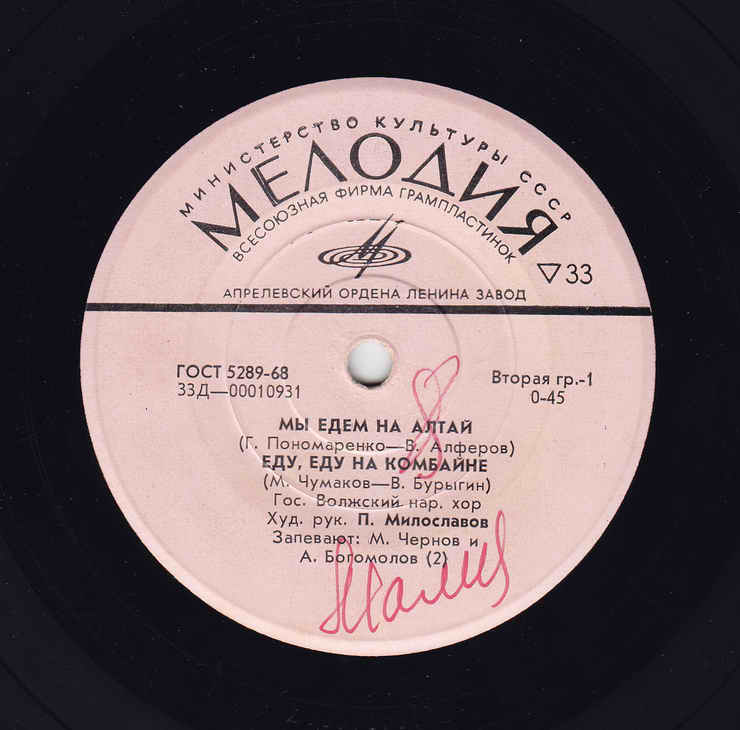 МИНИСТЕРСТВО КУЛЬТУРЫ СССР
МЕЛОДИЯ
ВСЕСОЮЗНАЯ ФИРМА ГРАМПЛАСТИНОК
▽33
АПРЕЛЕВСКИЙ ОРДЕНА ЛЕНИНА ЗАВОД
ГОСТ 5289-68
33Д—00010931
Вторая гр.-1
0-45
МЫ ЕДЕМ НА АЛТАЙ
(Г. Пономаренко—В. Алферов)
ЕДУ, ЕДУ НА КОМБАЙНЕ
(М. Чумаков—В. Бурыгин)
Гос. Волжский нар. хор
Худ. рук. П. Милославов
Запевают: М. Чернов и
А. Богомолов (2)